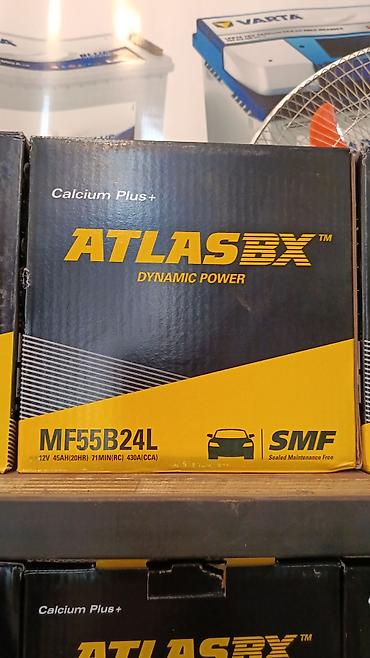 VARTA
BLUE
Calcium Plus+
ATLASBX™
DYNAMIC POWER
MF55B24L
12V 45AH(20HR) 71MIN(RC) 430A(CCA)
SMF
Sealed Maintenance Free
Calcium Plus+
ATLASBX™